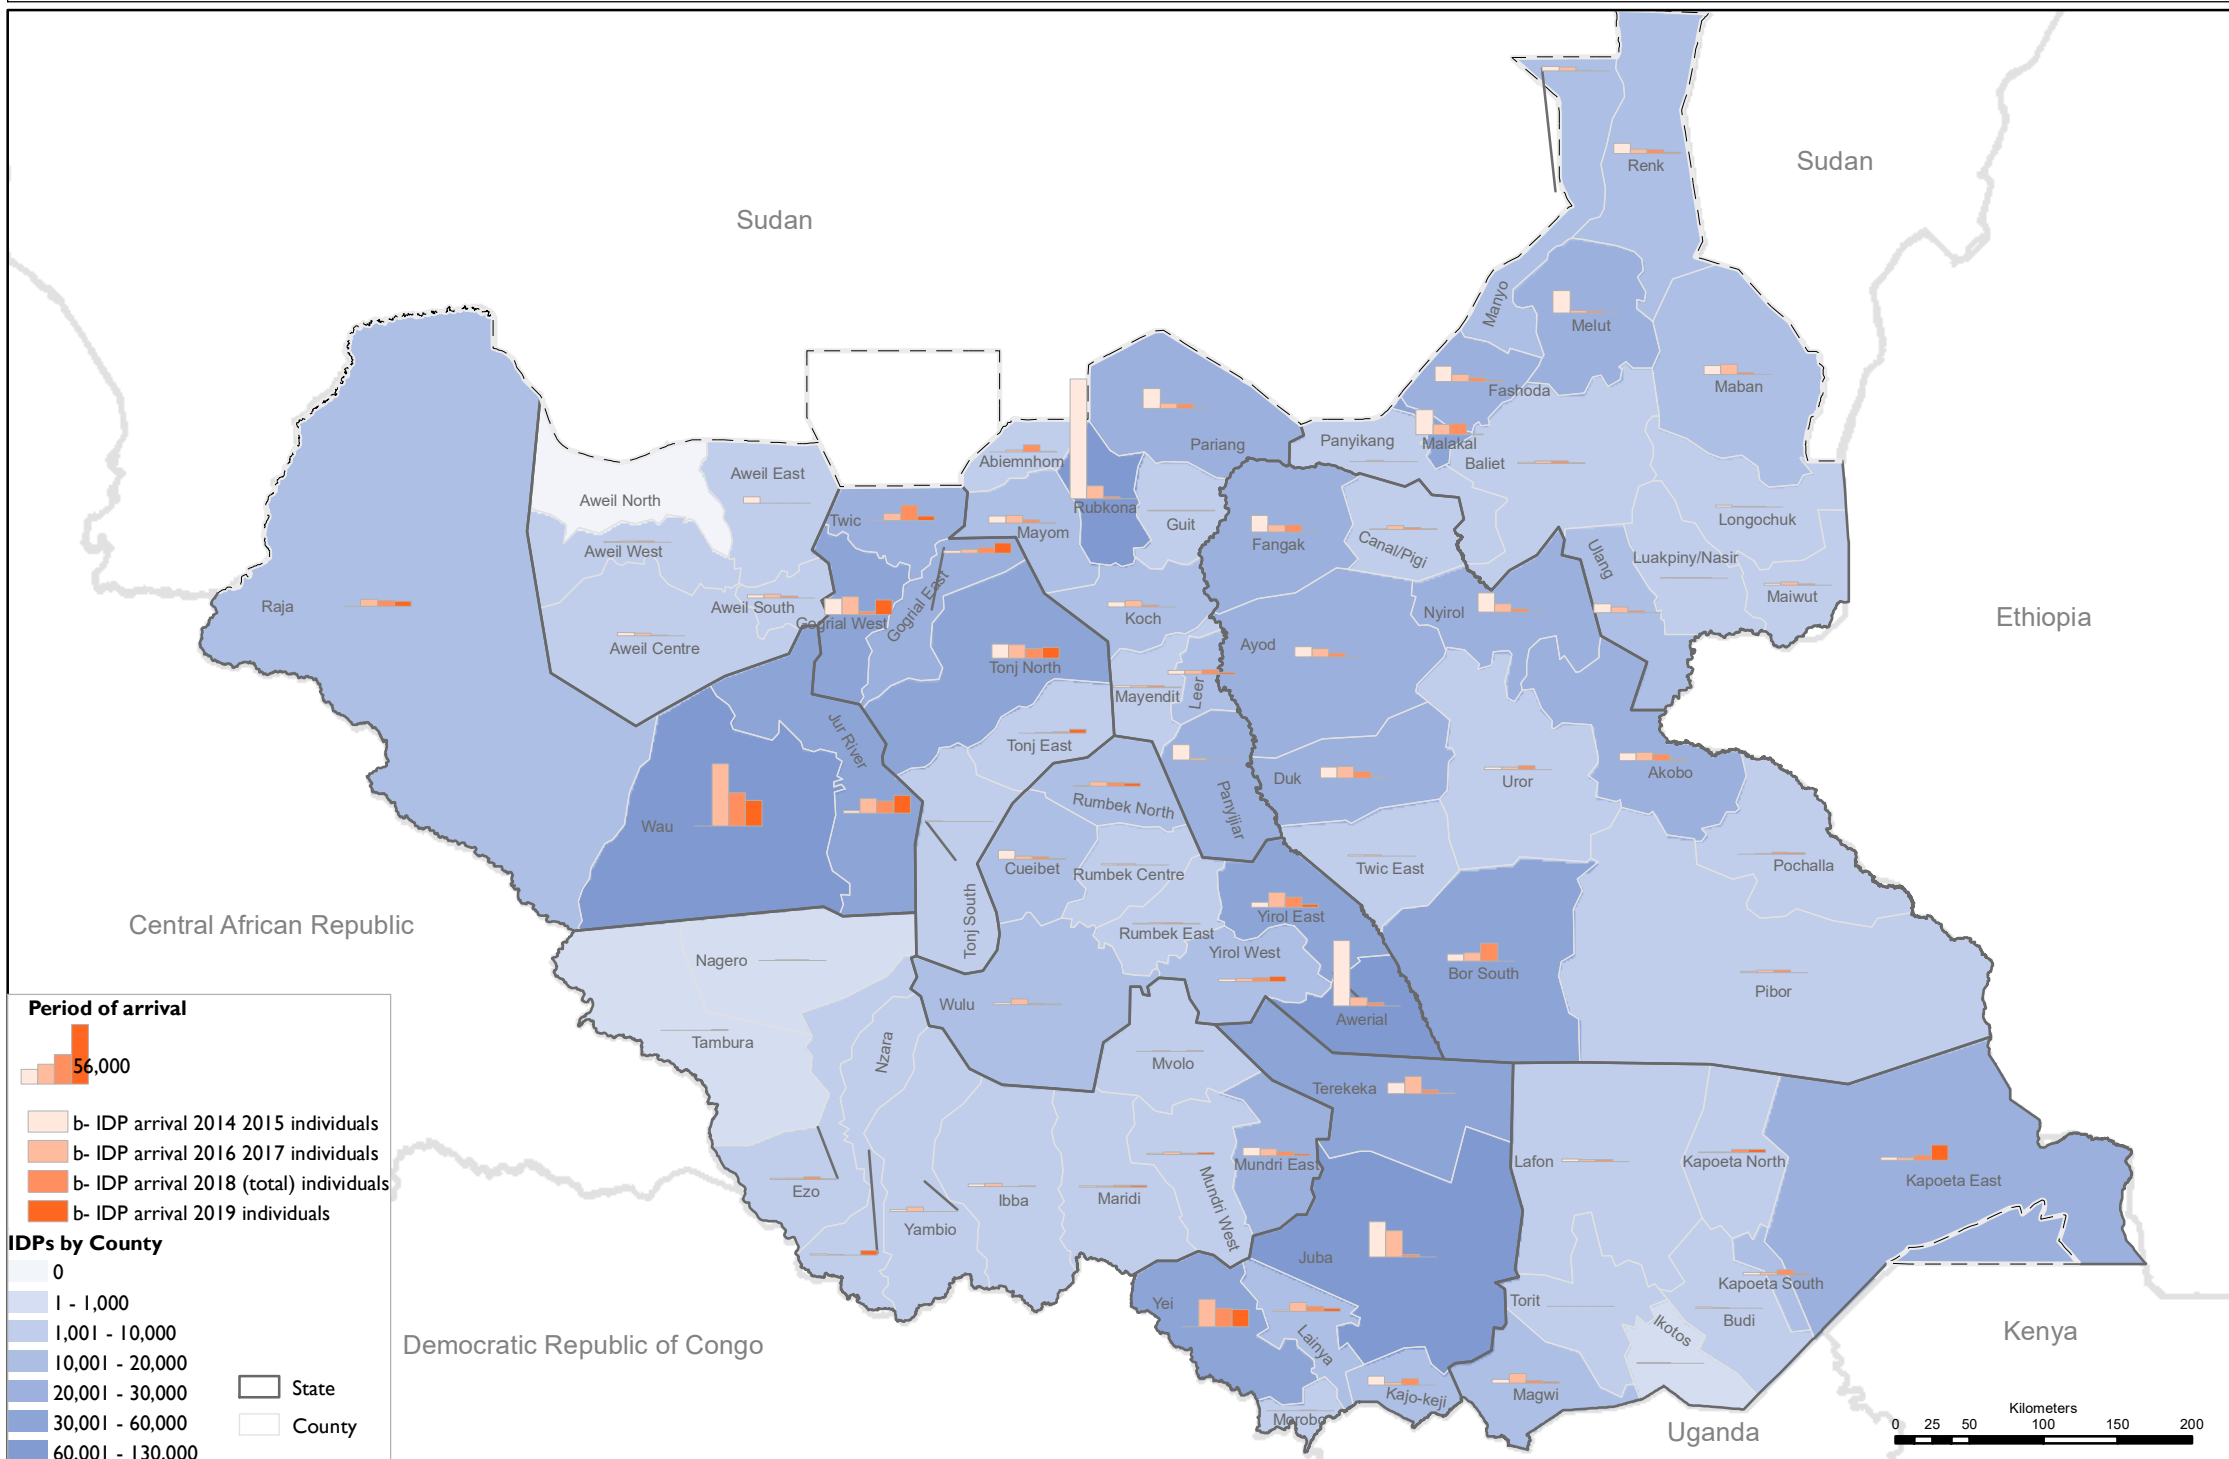 Sudan
Sudan
Renk
Manyo
Melut
Maban
Fashoda
Pariang
Panyikang
Malakal
Baliet
Abiemnhom
Aweil East
Aweil North
Twic
Rubkona
Mayom
Guit
Fangak
Canal/Pigi
Longochuk
Aweil West
Ulang
Luakpiny/Nasir
Maiwut
Raja
Aweil South
Gogrial West
Gogrial East
Koch
Nyirol
Ethiopia
Aweil Centre
Ayod
Tonj North
Mayendit
Leer
Jur River
Tonj East
Duk
Uror
Akobo
Rumbek North
Panyijiar
Wau
Cueibet
Rumbek Centre
Twic East
Pochalla
Central African Republic
Tonj South
Yirol East
Rumbek East
Yirol West
Nagero
Bor South
Pibor
Wulu
Awerial
Tambura
Nzara
Mvolo
Terekeka
Mundri East
Lafon
Kapoeta North
Kapoeta East
Ezo
Ibba
Maridi
Mundri West
Yambio
Juba
Kapoeta South
Yei
Torit
Budi
Ikotos
Lainya
Kenya
Democratic Republic of Congo
Kajo-keji
Magwi
Morobo
Uganda
Period of arrival
56,000
b- IDP arrival 2014 2015 individuals
b- IDP arrival 2016 2017 individuals
b- IDP arrival 2018 (total) individuals
b- IDP arrival 2019 individuals
IDPs by County
0
1 - 1,000
1,001 - 10,000
10,001 - 20,000
20,001 - 30,000
30,001 - 60,000
60,001 - 130,000
State
County
Kilometers
0 25 50 100 150 200